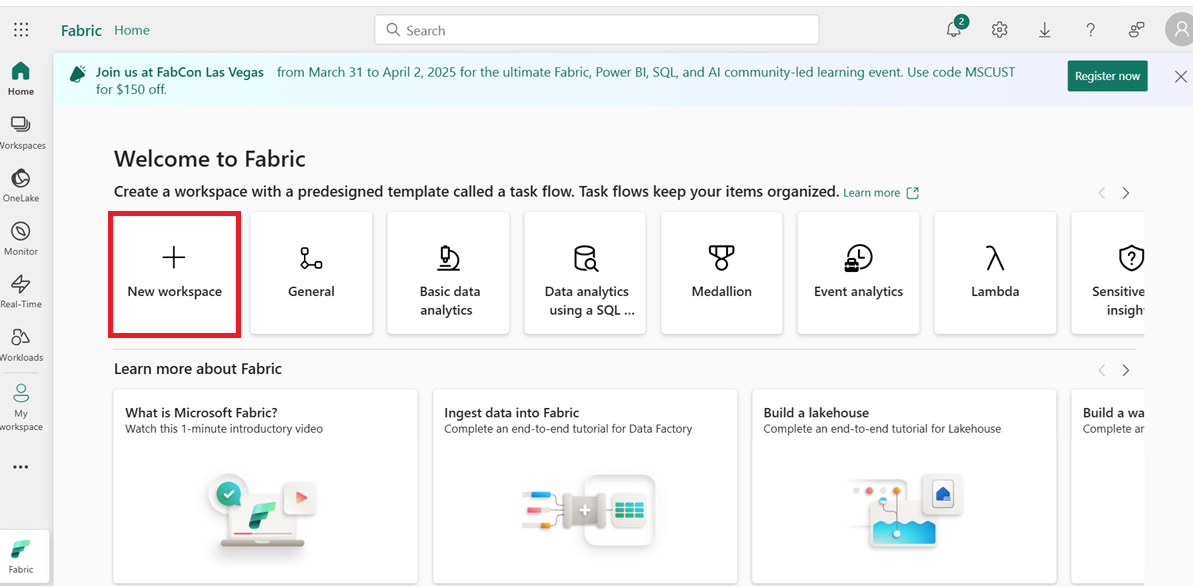 Fabric Home
Search
2
Home
Workspaces
OneLake
Monitor
Real-Time
Workloads
My
workspace
Fabric
Join us at FabCon Las Vegas from March 31 to April 2, 2025 for the ultimate Fabric, Power BI, SQL, and AI community-led learning event. Use code MSCUST
for $150 off.
Register now
Welcome to Fabric
Create a workspace with a predesigned template called a task flow. Task flows keep your items organized. Learn more
New workspace
General
Basic data
analytics
Data analytics
using a SQL ...
Medallion
Event analytics
Lambda
Sensitive
insigh
Learn more about Fabric
What is Microsoft Fabric?
Watch this 1-minute introductory video
Ingest data into Fabric
Complete an end-to-end tutorial for Data Factory
Build a lakehouse
Complete an end-to-end tutorial for Lakehouse
Build a wa
Complete an